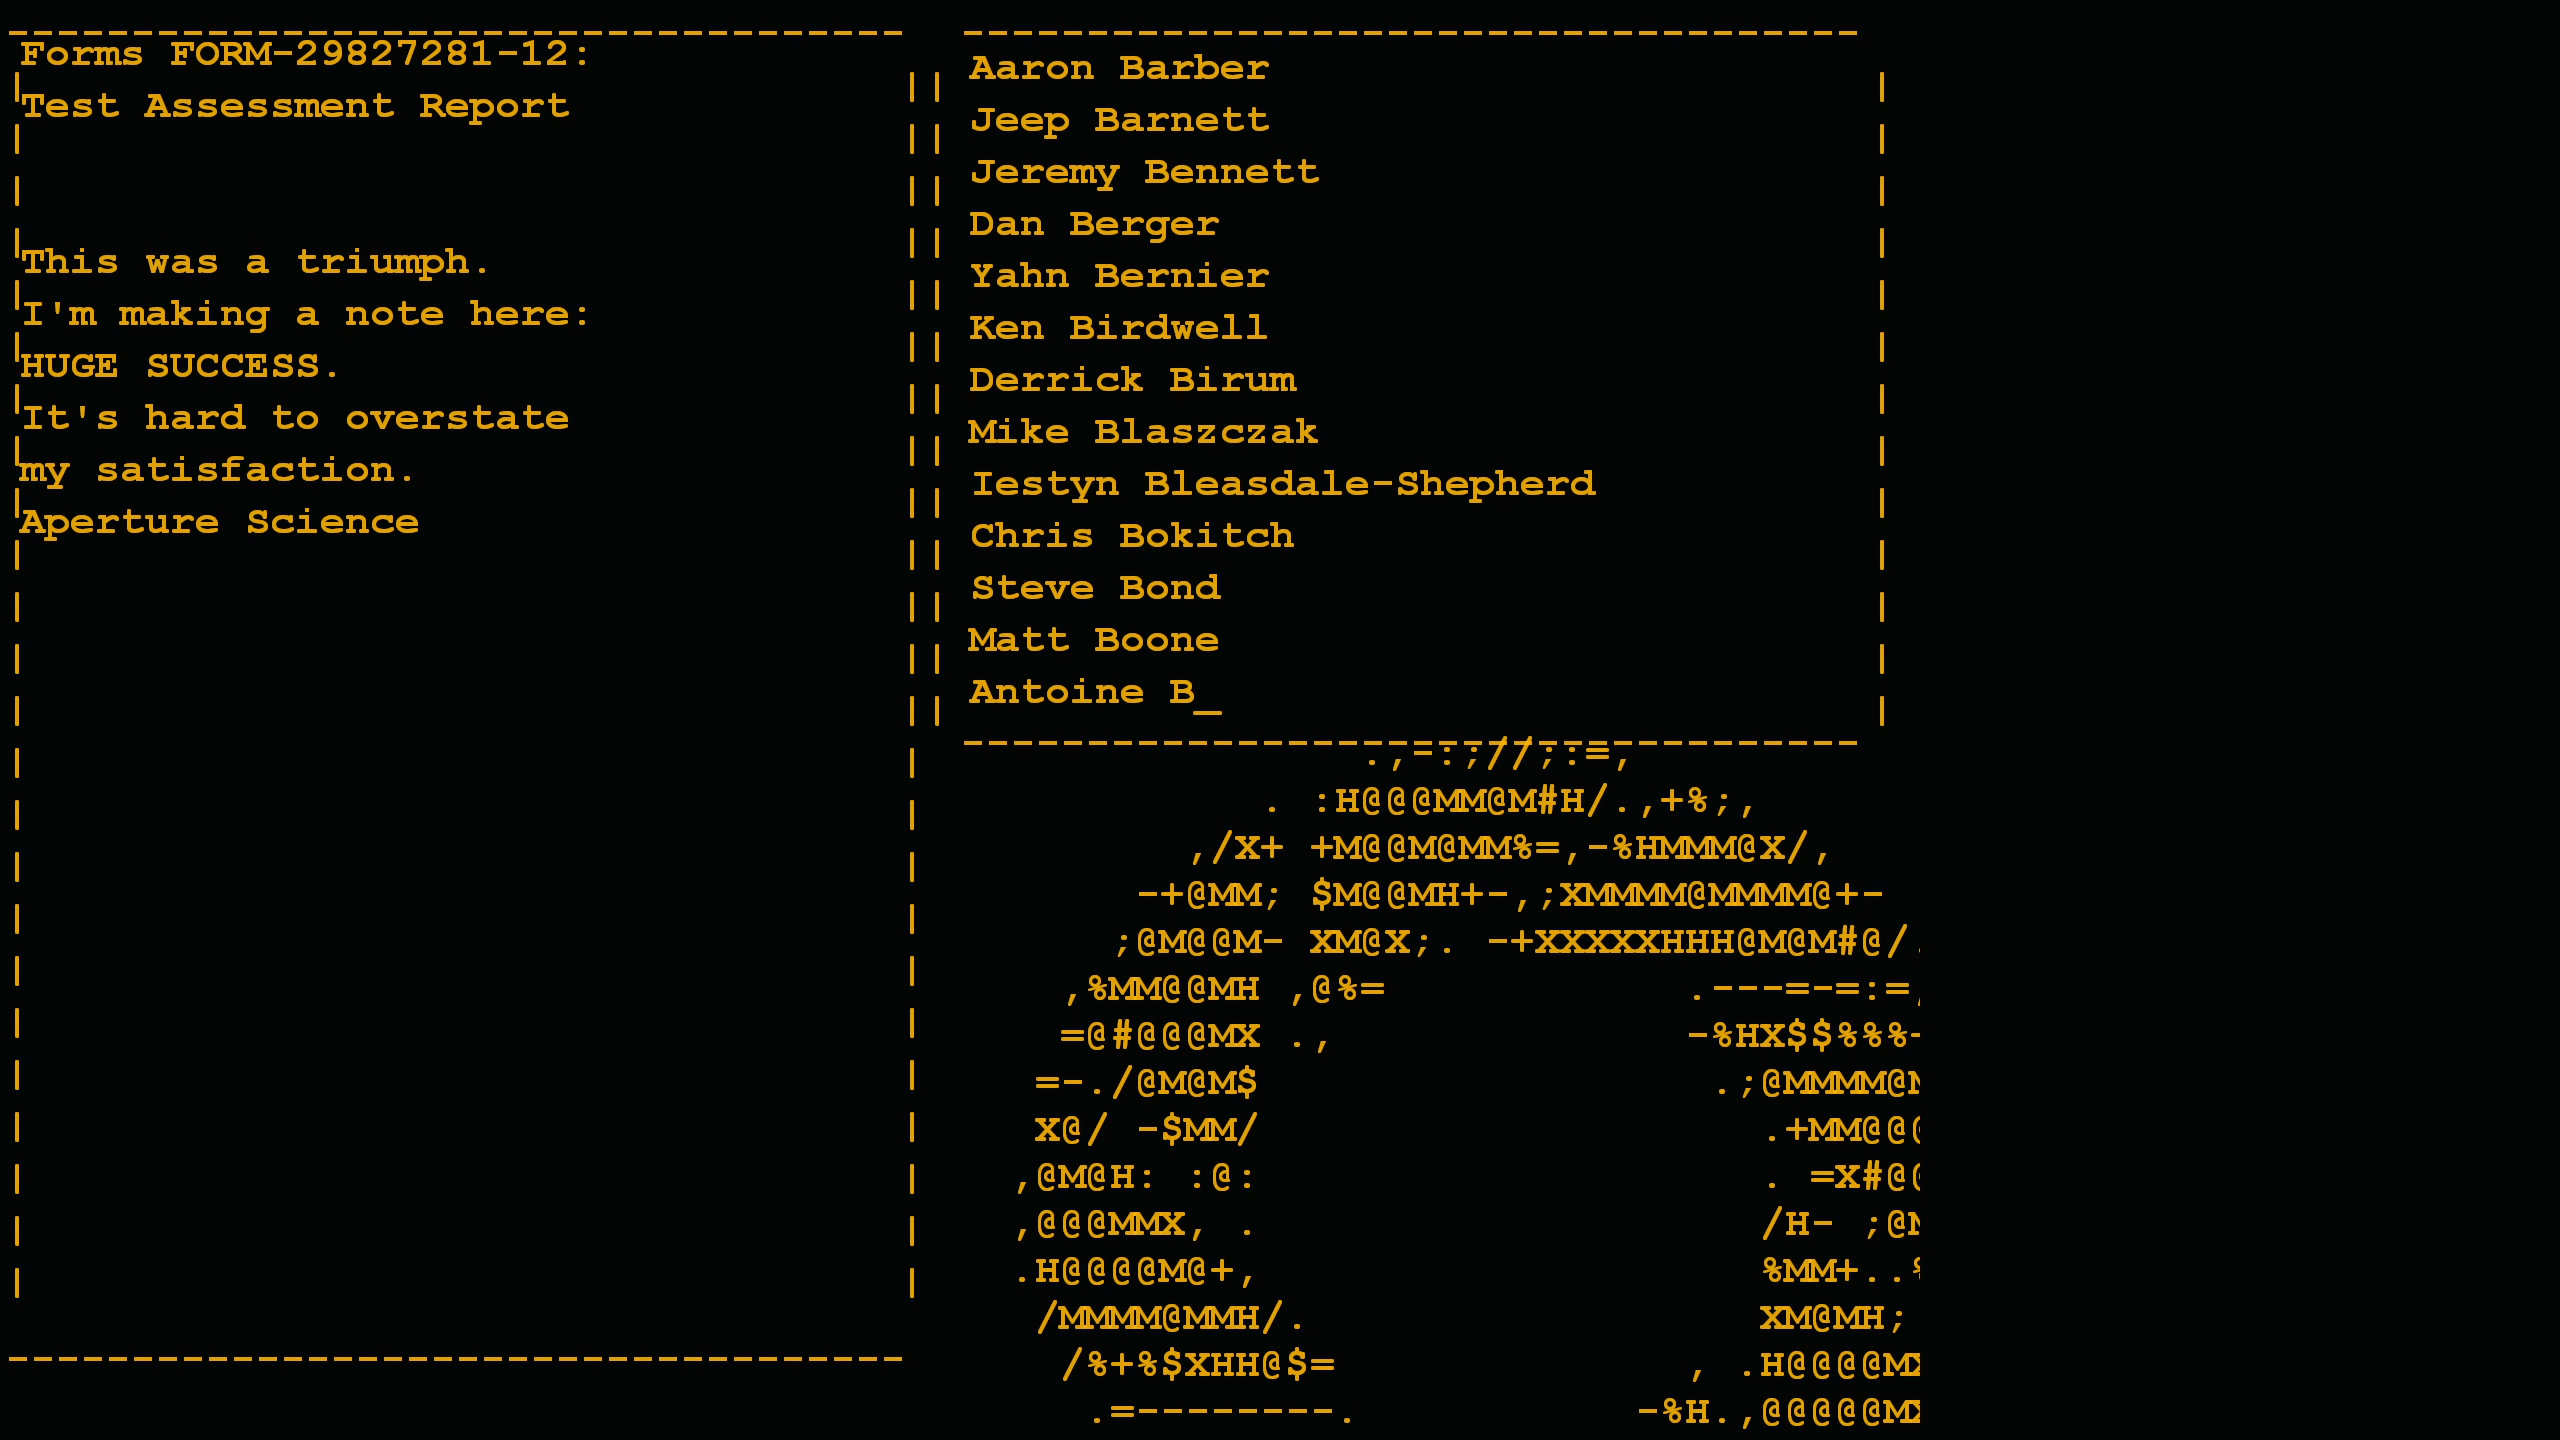 Forms FORM-29827281-12:
Test Assessment Report
This was a triumph.
I'm making a note here:
HUGE SUCCESS.
It's hard to overstate
my satisfaction.
Aperture Science
Aaron Barber
Jeep Barnett
Jeremy Bennett
Dan Berger
Yahn Bernier
Ken Birdwell
Derrick Birum
Mike Blaszczak
Iestyn Bleasdale-Shepherd
Chris Bokitch
Steve Bond
Matt Boone
Antoine B_